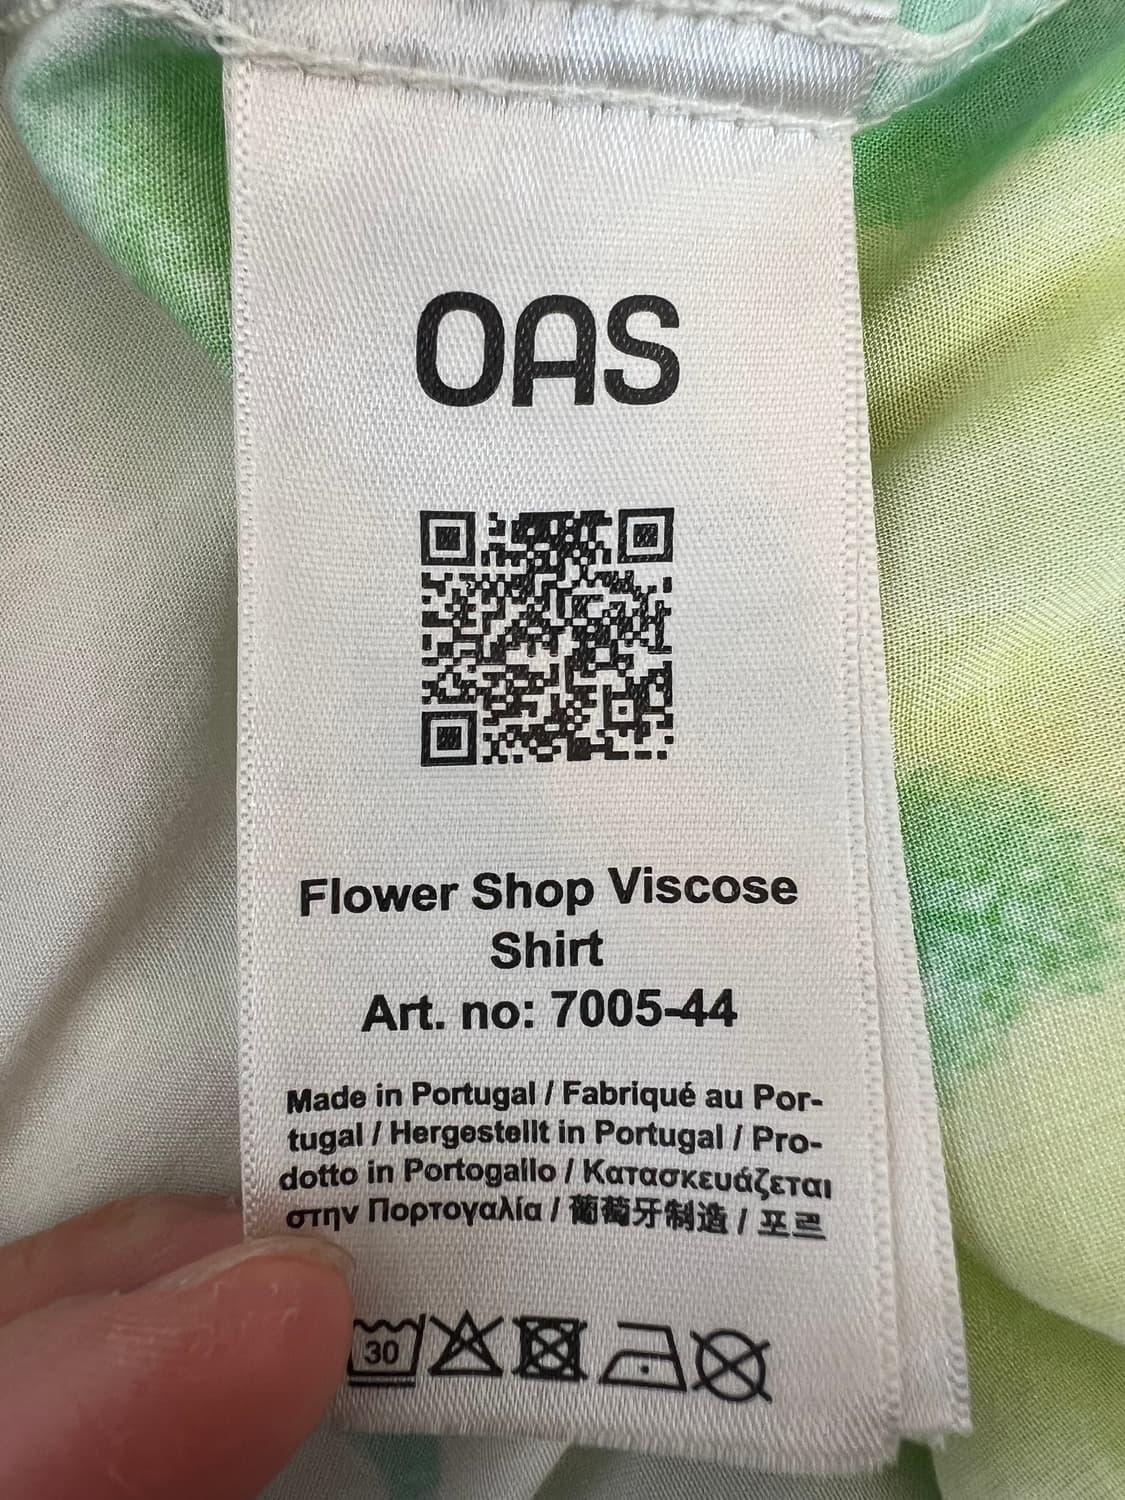 OAS
Flower Shop Viscose
Shirt
Art. no: 7005-44
Made in Portugal / Fabriqué au Por-
tugal / Hergestellt in Portugal / Pro-
dotto in Portogallo / Κατασκευάζεται
στην Πορτογαλία / 葡萄牙制造 / 포르
30